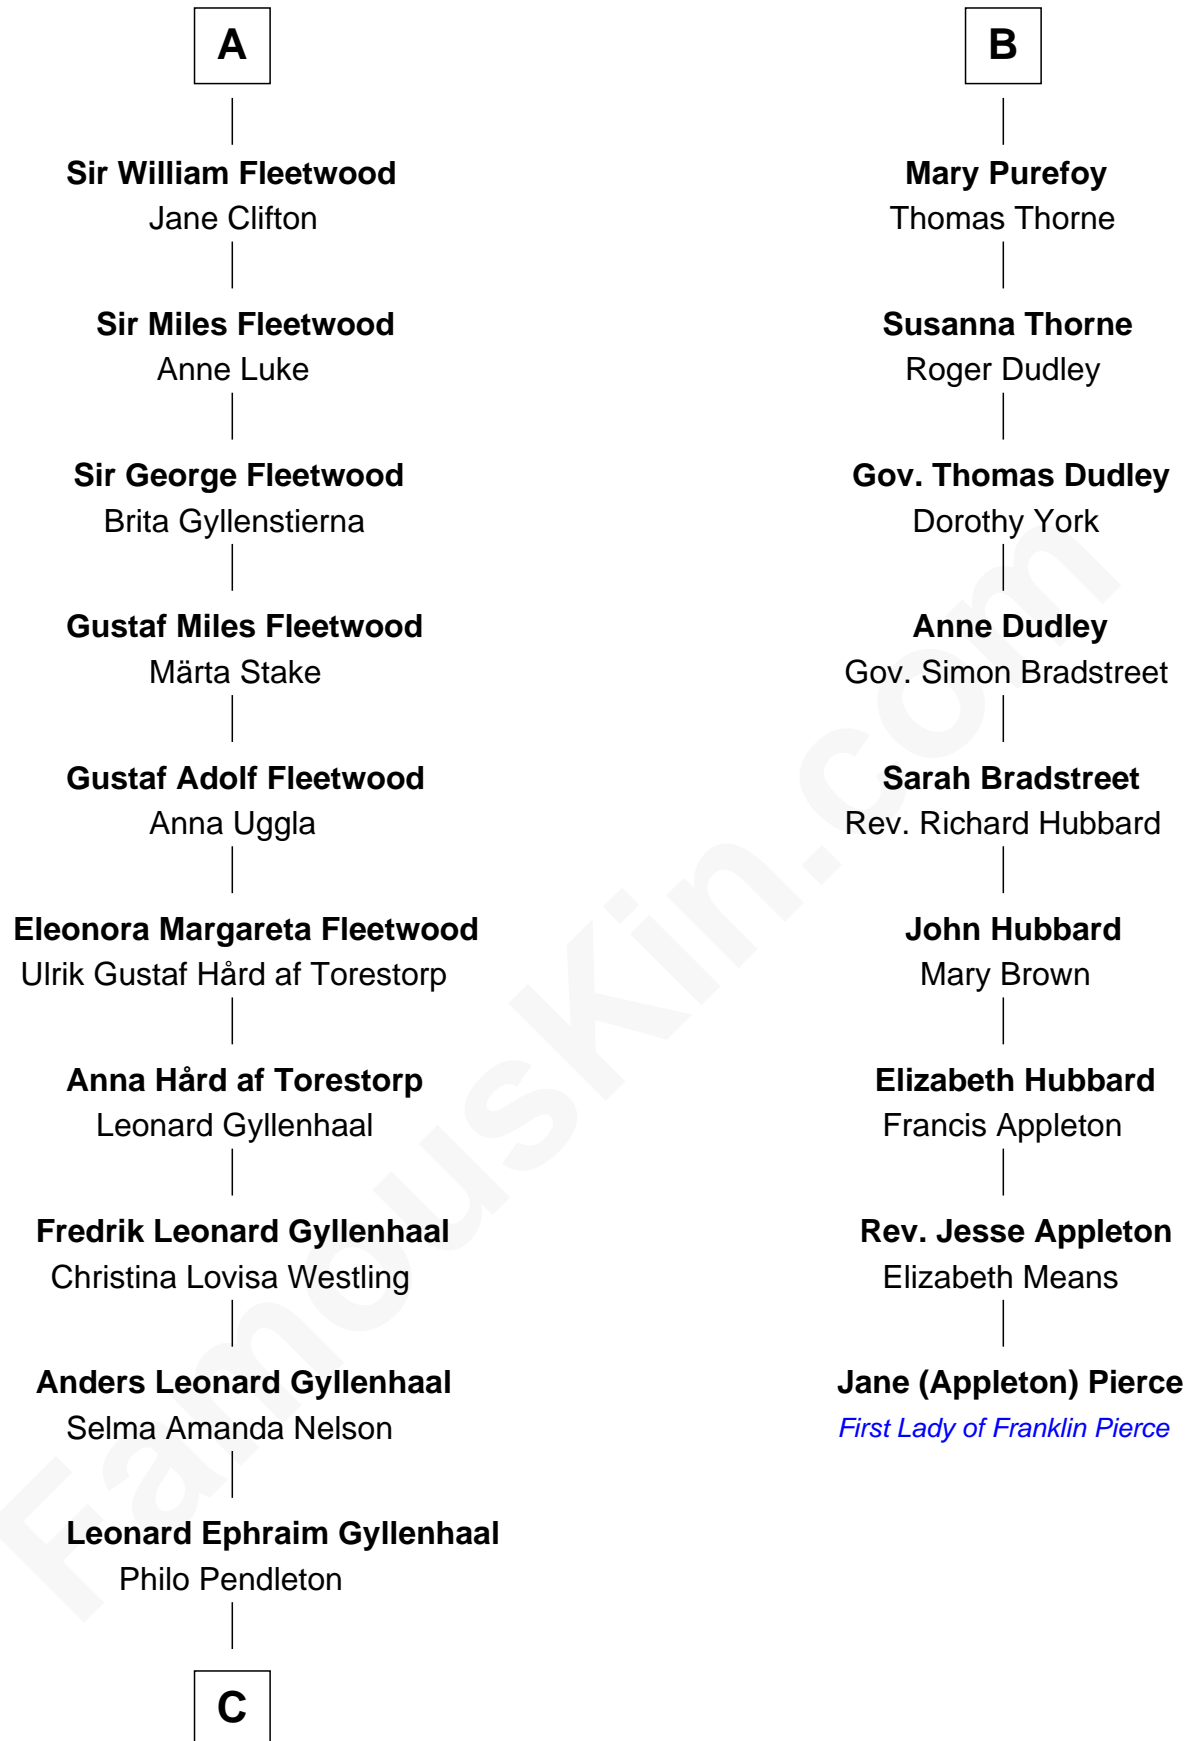 A
Sir William Fleetwood
Jane Clifton
Sir Miles Fleetwood
Anne Luke
Sir George Fleetwood
Brita Gyllenstierna
Gustaf Miles Fleetwood
Märta Stake
Gustaf Adolf Fleetwood
Anna Uggla
Eleonora Margareta Fleetwood
Ulrik Gustaf Hård af Torestorp
Anna Hård af Torestorp
Leonard Gyllenhaal
Fredrik Leonard Gyllenhaal
Christina Lovisa Westling
Anders Leonard Gyllenhaal
Selma Amanda Nelson
Leonard Ephraim Gyllenhaal
Philo Pendleton
C
B
Mary Purefoy
Thomas Thorne
Susanna Thorne
Roger Dudley
Gov. Thomas Dudley
Dorothy York
Anne Dudley
Gov. Simon Bradstreet
Sarah Bradstreet
Rev. Richard Hubbard
John Hubbard
Mary Brown
Elizabeth Hubbard
Francis Appleton
Rev. Jesse Appleton
Elizabeth Means
Jane (Appleton) Pierce
First Lady of Franklin Pierce
FamousKin.com